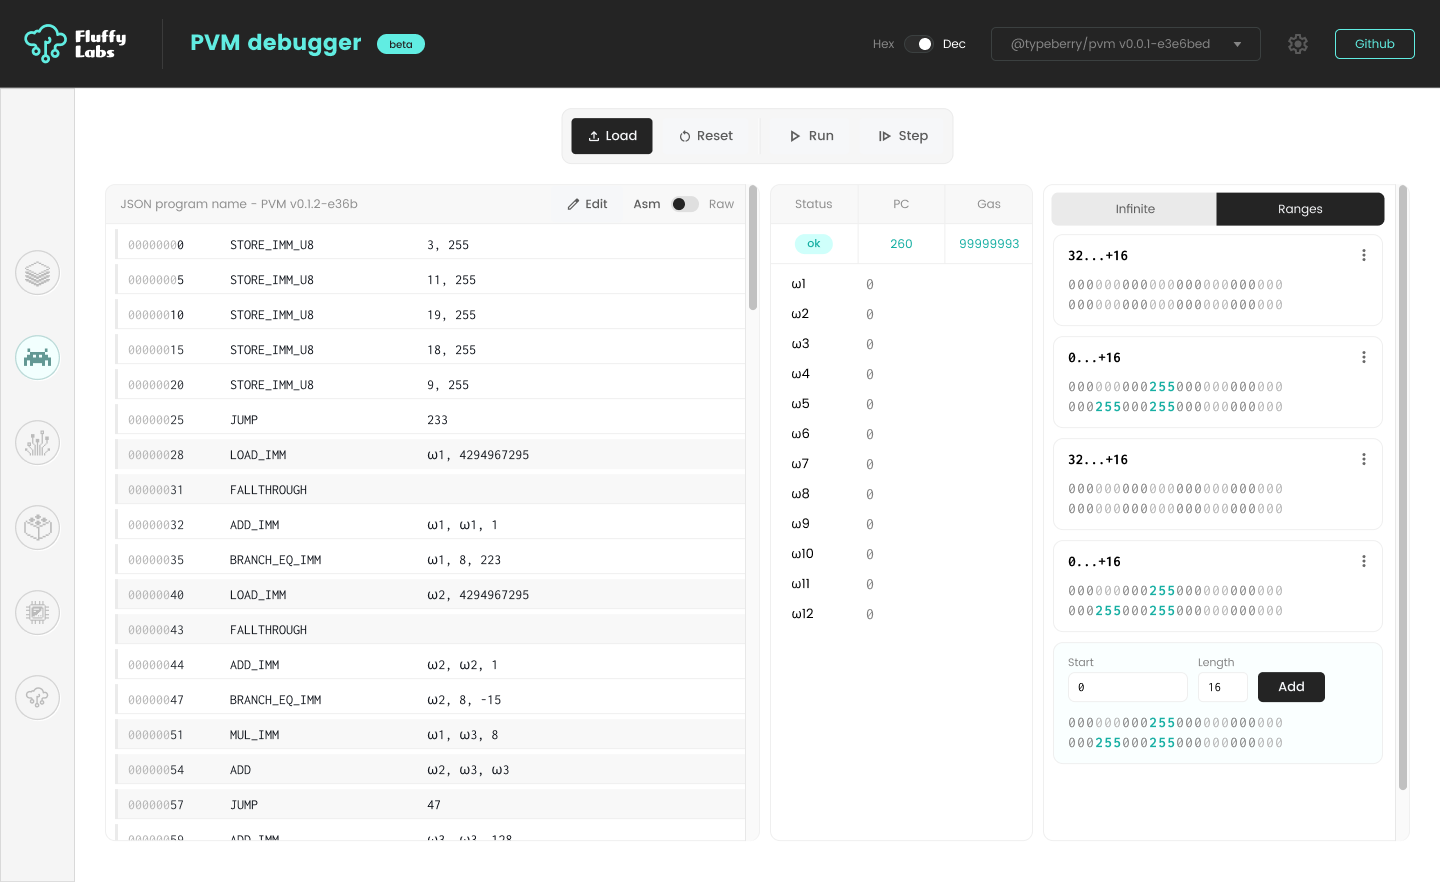 Fluffy Labs
PVM debugger beta
Hex Dec
@typeberry/pvm v0.0.1-e3e6bed
Github
Load Reset Run Step
JSON program name - PVM v0.1.2-e36b Edit Asm Raw
00000000 STORE_IMM_U8 3, 255
00000005 STORE_IMM_U8 11, 255
00000010 STORE_IMM_U8 19, 255
00000015 STORE_IMM_U8 18, 255
00000020 STORE_IMM_U8 9, 255
00000025 JUMP 233
00000028 LOAD_IMM ω1, 4294967295
00000031 FALLTHROUGH
00000032 ADD_IMM ω1, ω1, 1
00000035 BRANCH_EQ_IMM ω1, 8, 223
00000040 LOAD_IMM ω2, 4294967295
00000043 FALLTHROUGH
00000044 ADD_IMM ω2, ω2, 1
00000047 BRANCH_EQ_IMM ω2, 8, -15
00000051 MUL_IMM ω1, ω3, 8
00000054 ADD ω2, ω3, ω3
00000057 JUMP 47
00000059 ADD_IMM ω3, ω3, 128
Status PC Gas
ok 260 99999993
ω1 0
ω2 0
ω3 0
ω4 0
ω5 0
ω6 0
ω7 0
ω8 0
ω9 0
ω10 0
ω11 0
ω12 0
Infinite Ranges
32...+16
000000000000000000000000
000000000000000000000000
0...+16
000000000255000000000000
000255000255000000000000
32...+16
000000000000000000000000
000000000000000000000000
0...+16
000000000255000000000000
000255000255000000000000
Start Length
0 16 Add
000000000255000000000000
000255000255000000000000